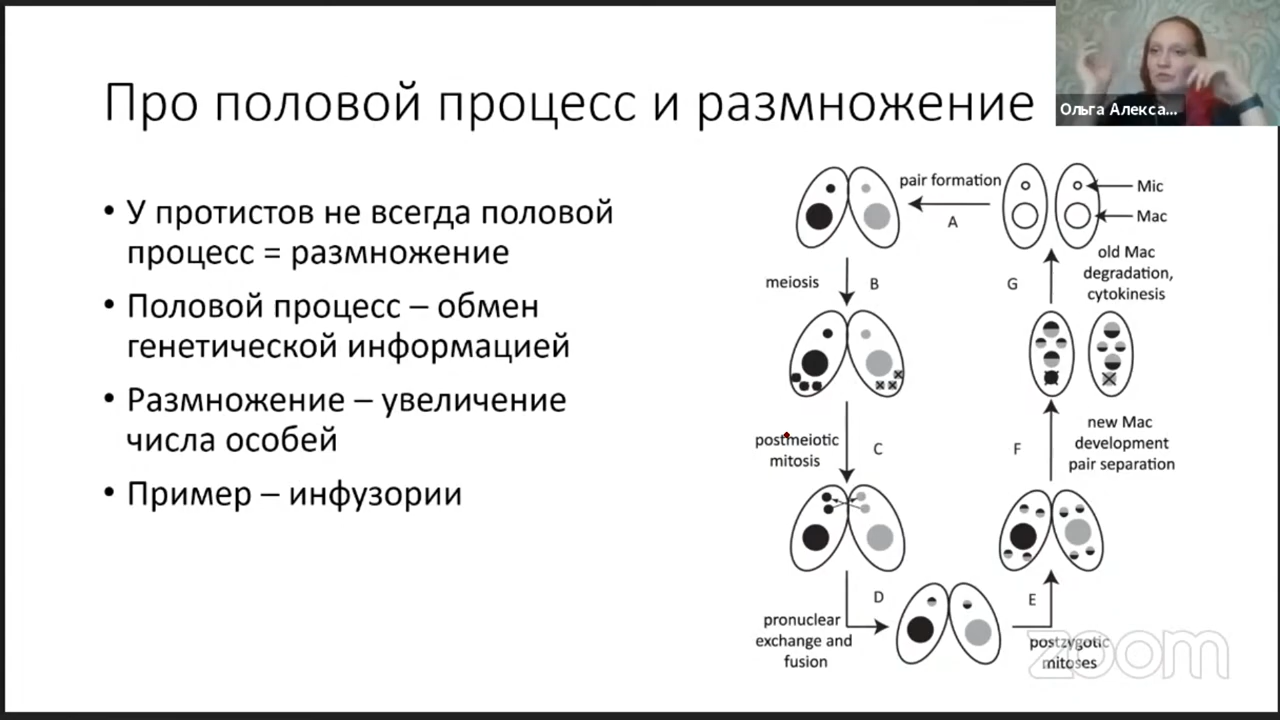 Про половой процесс и размножение
Ольга Алекса...
• У протистов не всегда половой
процесс = размножение
• Половой процесс – обмен
генетической информацией
• Размножение – увеличение
числа особей
• Пример – инфузории
pair formation
A
Mic
Mac
meiosis
B
postmeiotic
mitosis
C
pronuclear
exchange and
fusion
D
E
postzygotic
mitoses
F
new Mac
development
pair separation
G
old Mac
degradation,
cytokinesis
zoom